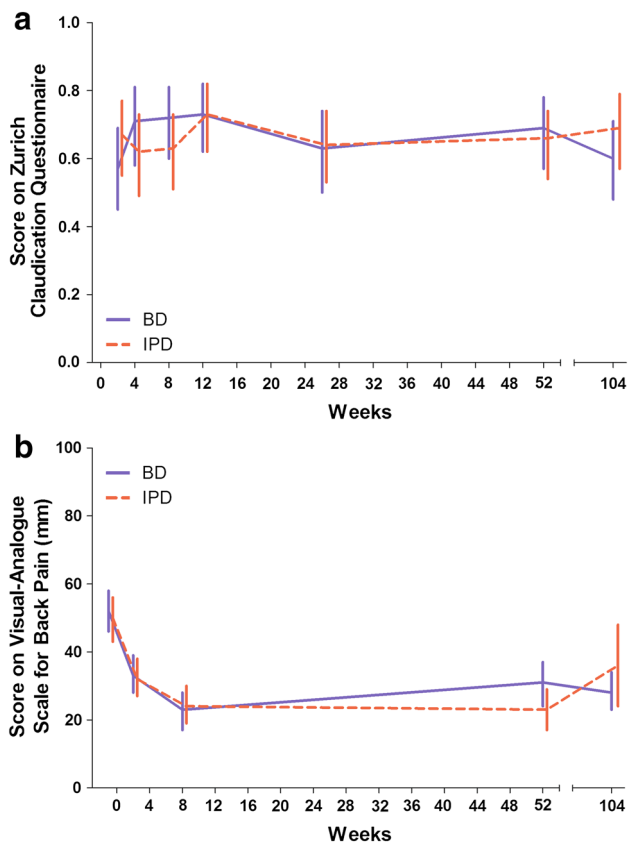 a
Score on Zurich
Claudication Questionnaire
1.0
0.8
0.6
0.4
0.2
0.0
BD
IPD
0 4 8 12 16 20 24 28 32 36 40 44 48 52 104
Weeks
b
Score on Visual-Analogue
Scale for Back Pain (mm)
100
80
60
40
20
0
BD
IPD
0 4 8 12 16 20 24 28 32 36 40 44 48 52 104
Weeks